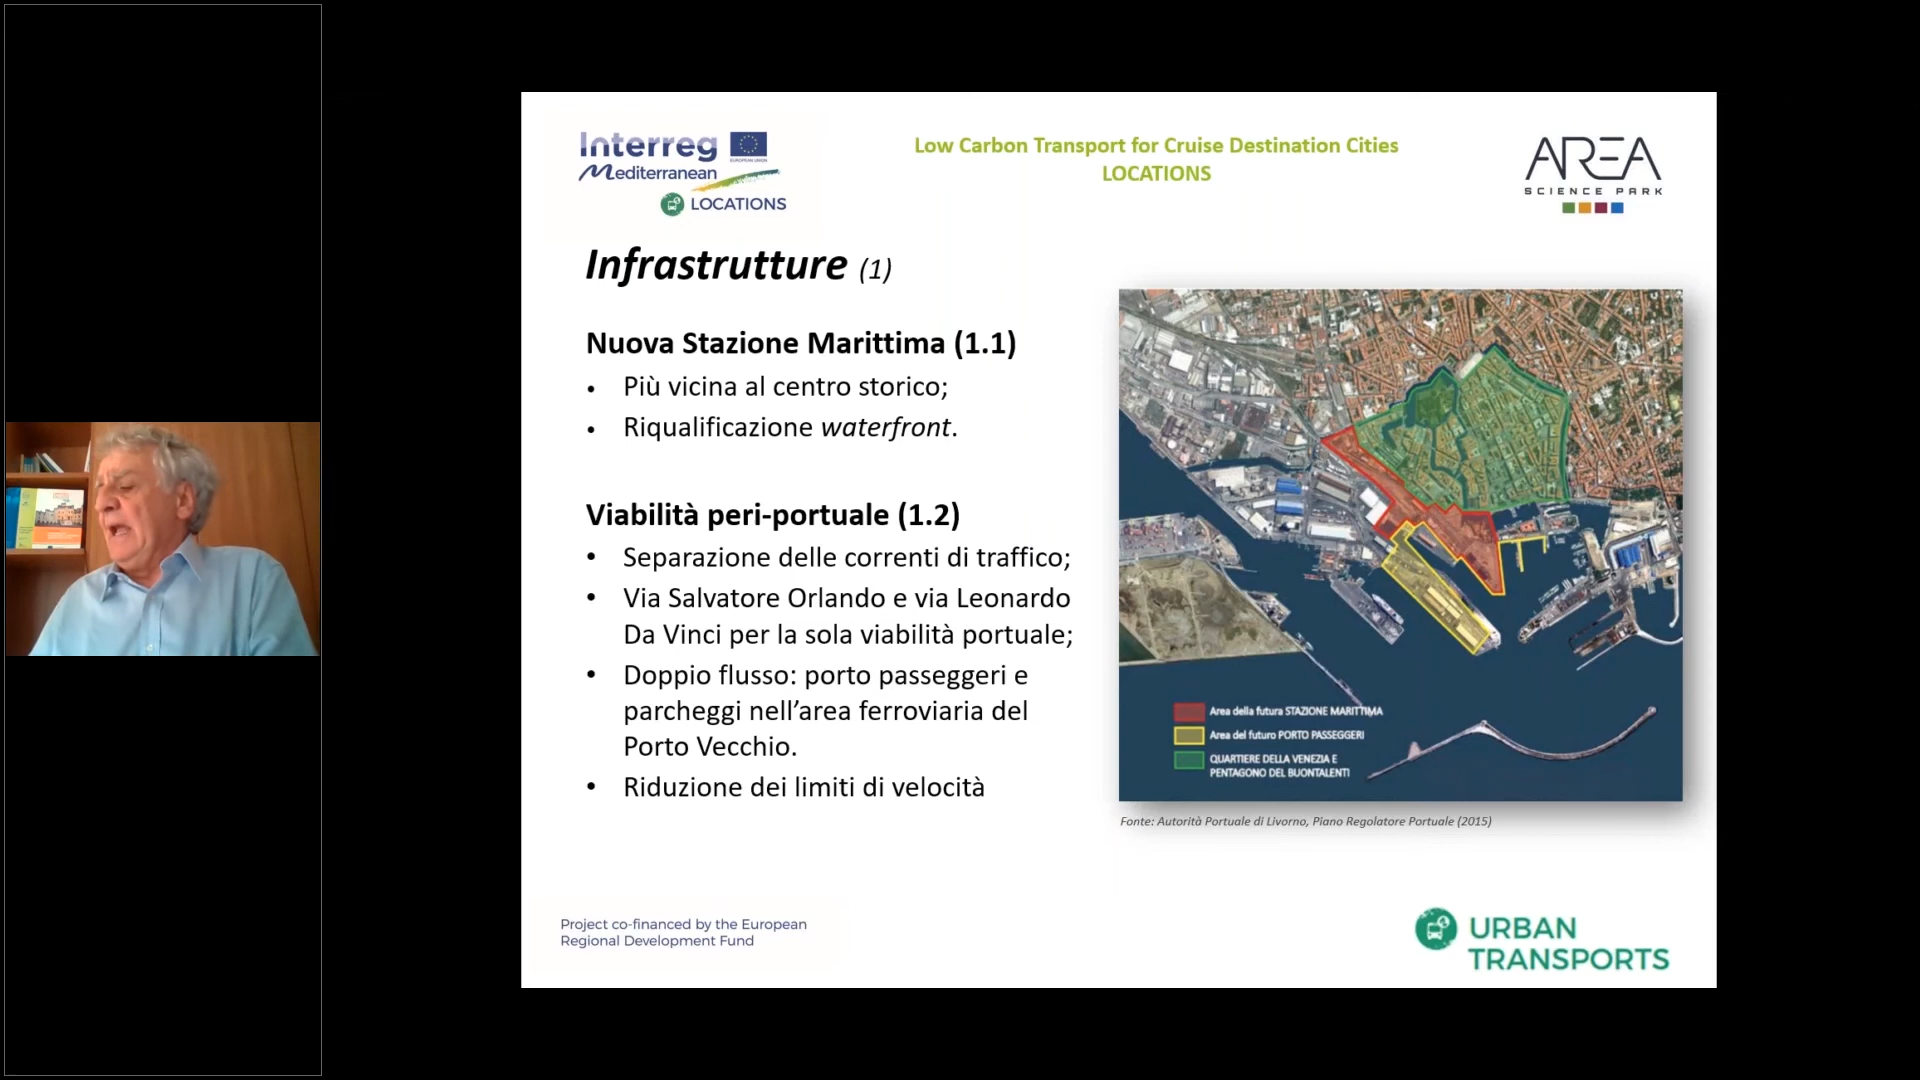 Interreg
EUROPEAN UNION
Mediterranean
LOCATIONS
Low Carbon Transport for Cruise Destination Cities
LOCATIONS
AREA
SCIENCE PARK
Infrastrutture (1)
Nuova Stazione Marittima (1.1)
• Più vicina al centro storico;
• Riqualificazione waterfront.
Viabilità peri-portuale (1.2)
• Separazione delle correnti di traffico;
• Via Salvatore Orlando e via Leonardo
Da Vinci per la sola viabilità portuale;
• Doppio flusso: porto passeggeri e
parcheggi nell’area ferroviaria del
Porto Vecchio.
• Riduzione dei limiti di velocità
Area della futura STAZIONE MARITTIMA
Area del futuro PORTO PASSEGGERI
QUARTIERE DELLA VENEZIA E
PENTAGONO DEL BUONTALENTI
Fonte: Autorità Portuale di Livorno, Piano Regolatore Portuale (2015)
Project co-financed by the European
Regional Development Fund
URBAN
TRANSPORTS